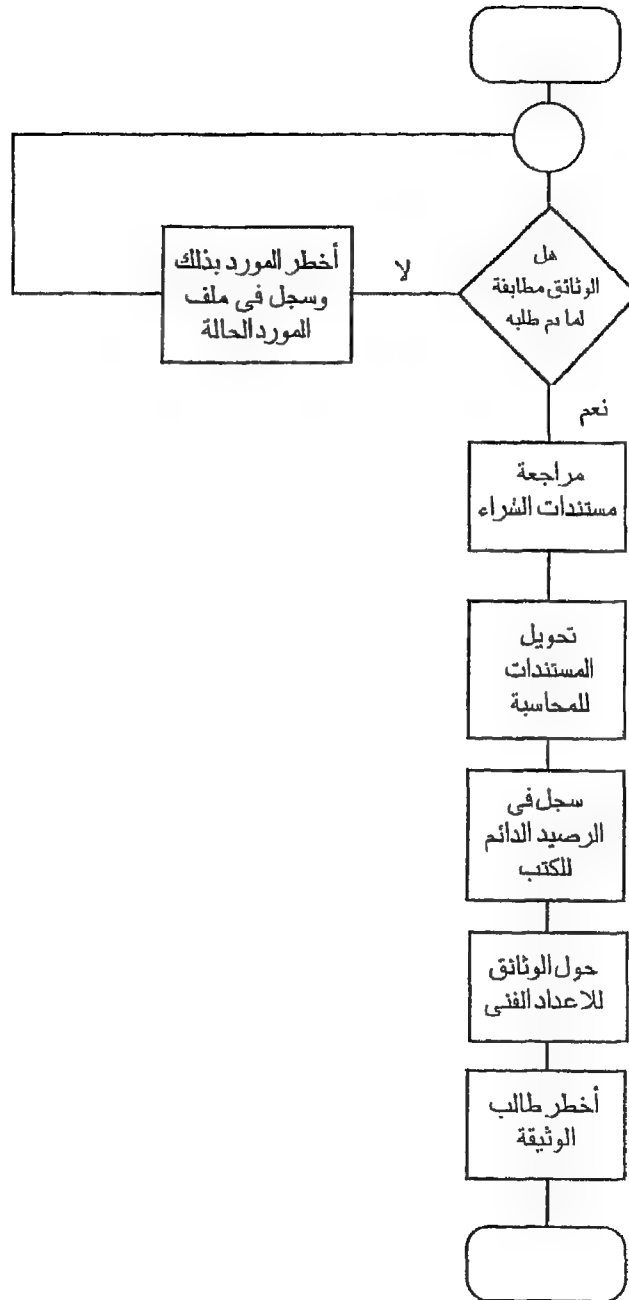 هل
الوثائق مطابقة
لما تم طلبه
لا
أخطر المورد بذلك
وسجل فى ملف
المورد الحالة
نعم
مراجعة
مستندات الشراء
تحويل
المستندات
للمحاسبة
سجل فى
الرصيد الدائم
للكتب
حول الوثائق
للاعداد الفنى
أخطر طالب
الوثيقة